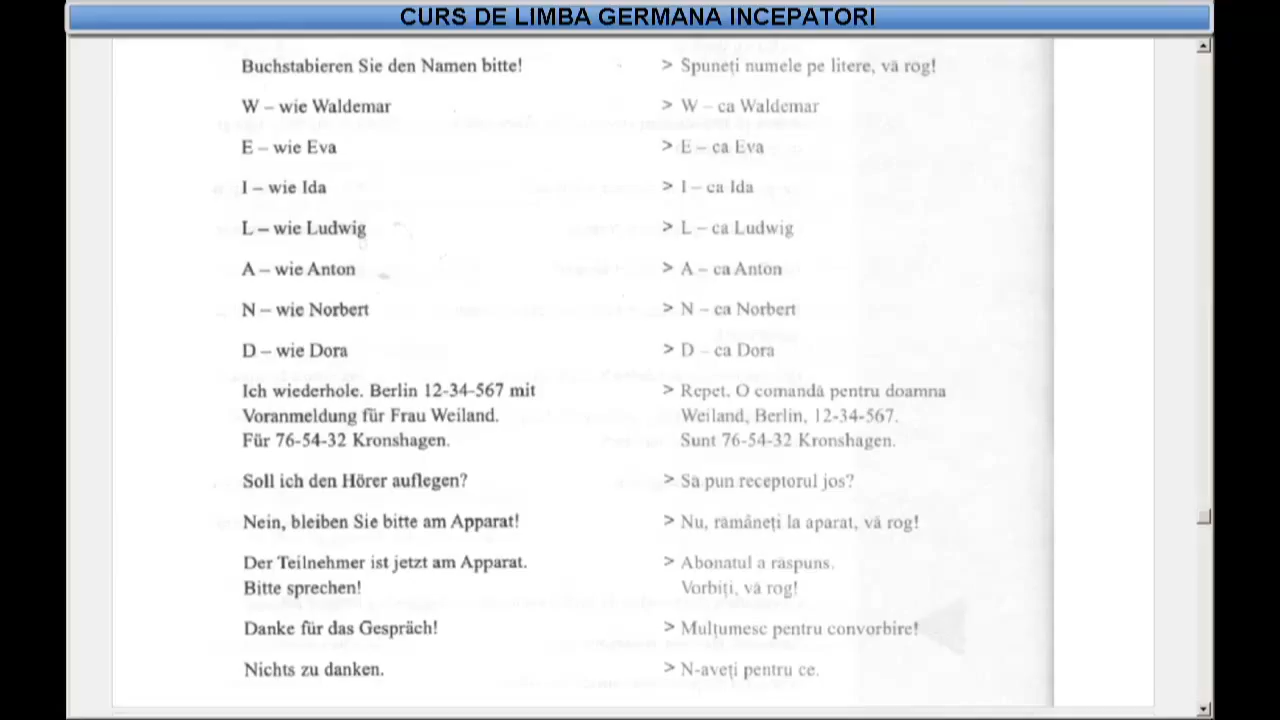 CURS DE LIMBA GERMANA INCEPATORI
Buchstabieren Sie den Namen bitte! > Spuneți numele pe litere, vă rog!
W – wie Waldemar > W – ca Waldemar
E – wie Eva > E – ca Eva
I – wie Ida > I – ca Ida
L – wie Ludwig > L – ca Ludwig
A – wie Anton > A – ca Anton
N – wie Norbert > N – ca Norbert
D – wie Dora > D – ca Dora
Ich wiederhole. Berlin 12-34-567 mit > Repet. O comandă pentru doamna
Voranmeldung für Frau Weiland. Weiland, Berlin, 12-34-567.
Für 76-54-32 Kronshagen. Sunt 76-54-32 Kronshagen.
Soll ich den Hörer auflegen? > Să pun receptorul jos?
Nein, bleiben Sie bitte am Apparat! > Nu, rămâneți la aparat, vă rog!
Der Teilnehmer ist jetzt am Apparat. > Abonatul a răspuns.
Bitte sprechen! Vorbiți, vă rog!
Danke für das Gespräch! > Mulțumesc pentru convorbire!
Nichts zu danken. > N-aveți pentru ce.